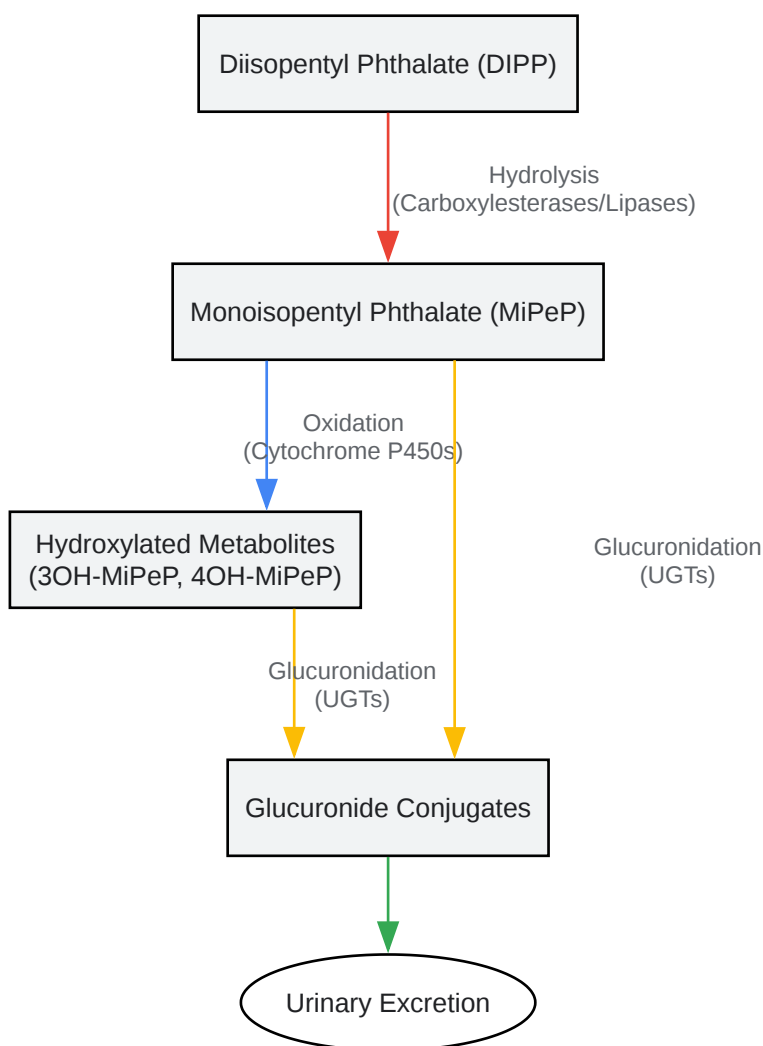 Diisopentyl Phthalate (DIPP)
Hydrolysis
(Carboxylesterases/Lipases)
Monoisopentyl Phthalate (MiPeP)
Oxidation
(Cytochrome P450s)
Hydroxylated Metabolites
(3OH-MiPeP, 4OH-MiPeP)
Glucuronidation
(UGTs)
Glucuronidation
(UGTs)
Glucuronide Conjugates
Urinary Excretion